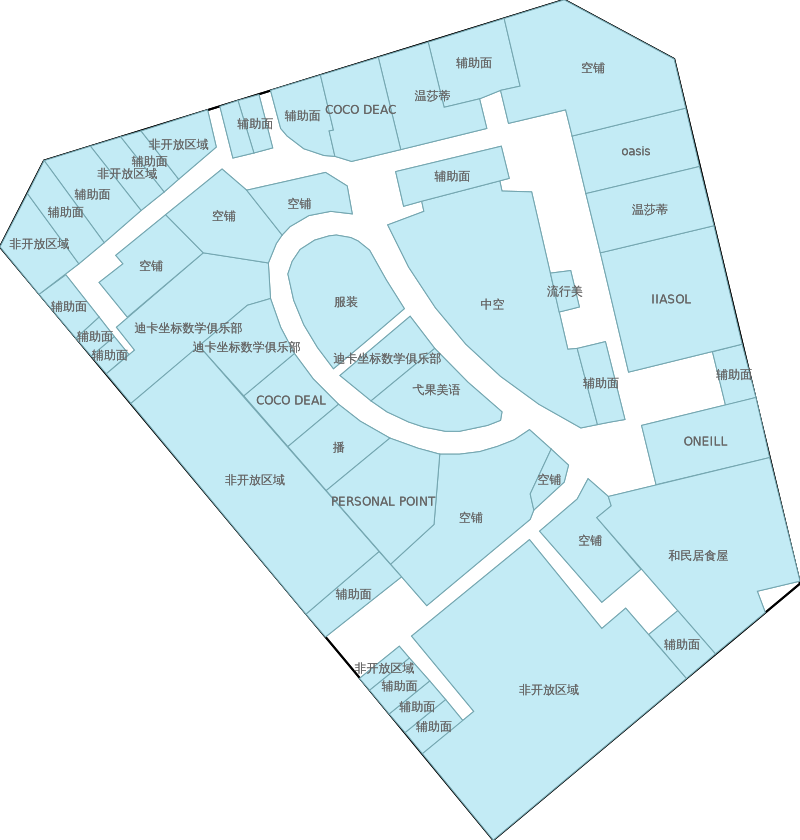 空铺
辅助面
温莎蒂
COCO DEAC
辅助面
辅助面
非开放区域
辅助面
非开放区域
辅助面
辅助面
非开放区域
oasis
辅助面
温莎蒂
空铺
空铺
空铺
流行美
IIASOL
服装
中空
辅助面
迪卡坐标数学俱乐部
辅助面
迪卡坐标数学俱乐部
辅助面
迪卡坐标数学俱乐部
辅助面
辅助面
弋果美语
COCO DEAL
ONEILL
播
非开放区域
空铺
PERSONAL POINT
空铺
空铺
和民居食屋
辅助面
辅助面
非开放区域
辅助面
非开放区域
辅助面
辅助面